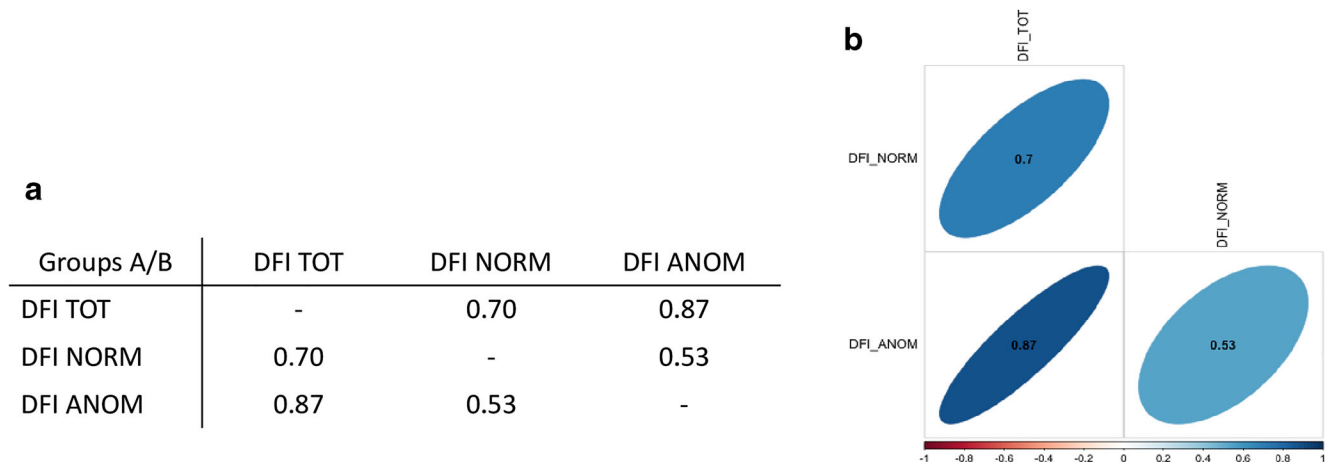 a
Groups A/B DFI TOT DFI NORM DFI ANOM
DFI TOT - 0.70 0.87
DFI NORM 0.70 - 0.53
DFI ANOM 0.87 0.53 -
b
DFI_TOT
DFI_NORM 0.7
DFI_NORM
DFI_ANOM 0.87 0.53
-1 -0.8 -0.6 -0.4 -0.2 0 0.2 0.4 0.6 0.8 1